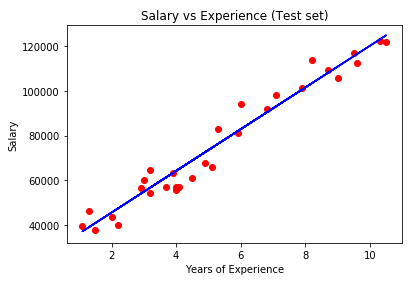 Salary vs Experience (Test set)
120000
100000
80000
60000
40000
Salary
2 4 6 8 10
Years of Experience